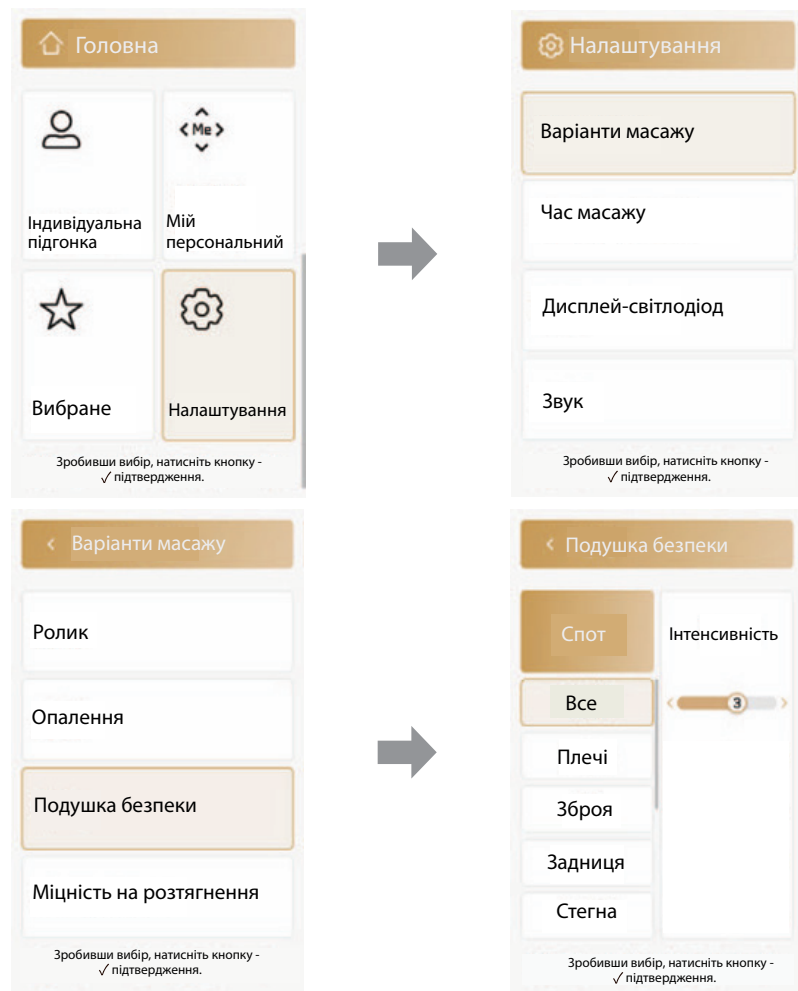 Головна
Me
Індивідуальна
підгонка
Мій
персональний
Вибране
Налаштування
Зробивши вибір, натисніть кнопку -
✓ підтвердження.
Налаштування
Варіанти масажу
Час масажу
Дисплей-світлодіод
Звук
Зробивши вибір, натисніть кнопку -
✓ підтвердження.
Варіанти масажу
Ролик
Опалення
Подушка безпеки
Міцність на розтягнення
Зробивши вибір, натисніть кнопку -
✓ підтвердження.
Подушка безпеки
Спот
Все
Плечі
Зброя
Задниця
Стегна
Інтенсивність
3
Зробивши вибір, натисніть кнопку -
✓ підтвердження.